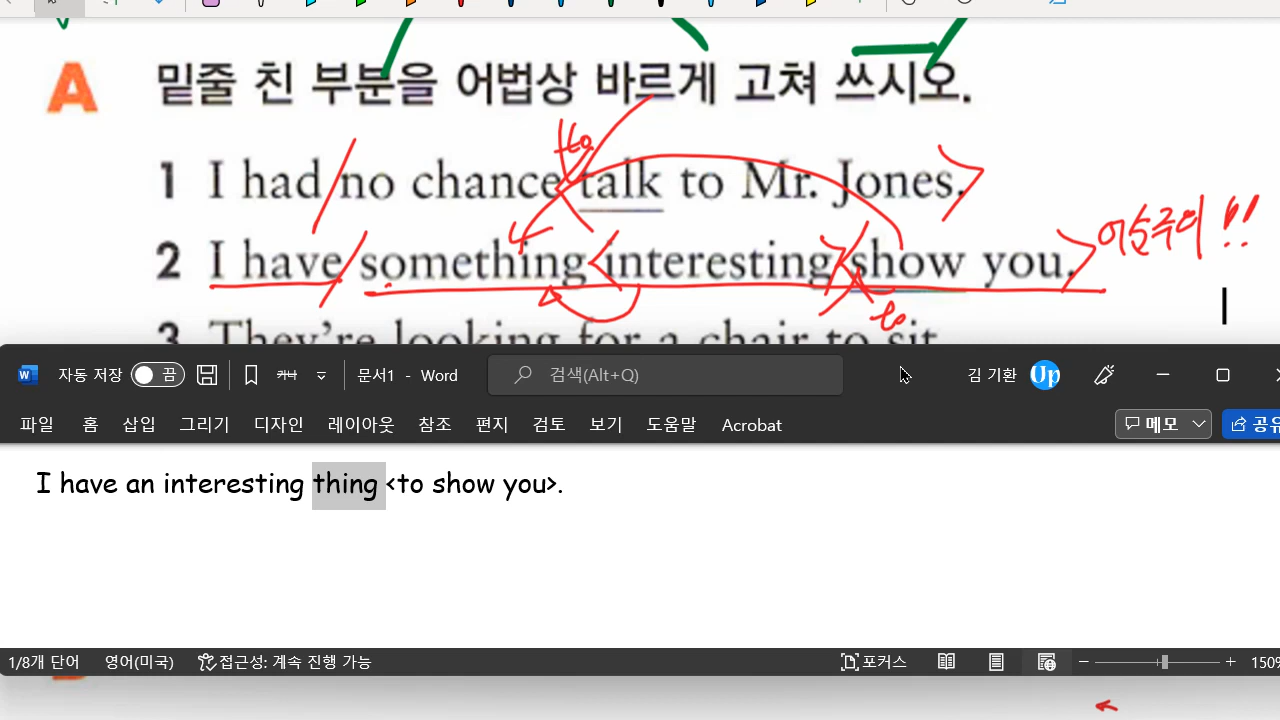 A 밑줄 친 부분을 어법상 바르게 고쳐 쓰시오.
to
1 I had no chance talk to Mr. Jones.
2 I have something interesting show you. 어순주의 !!
to
3 They're looking for a chair to sit.
자동 저장 끔 가나 문서1 - Word 검색(Alt+Q) 김 기환 Up
파일 홈 삽입 그리기 디자인 레이아웃 참조 편지 검토 보기 도움말 Acrobat 메모 공유
I have an interesting thing <to show you>.
1/8개 단어 영어(미국) 접근성: 계속 진행 가능 포커스 150%